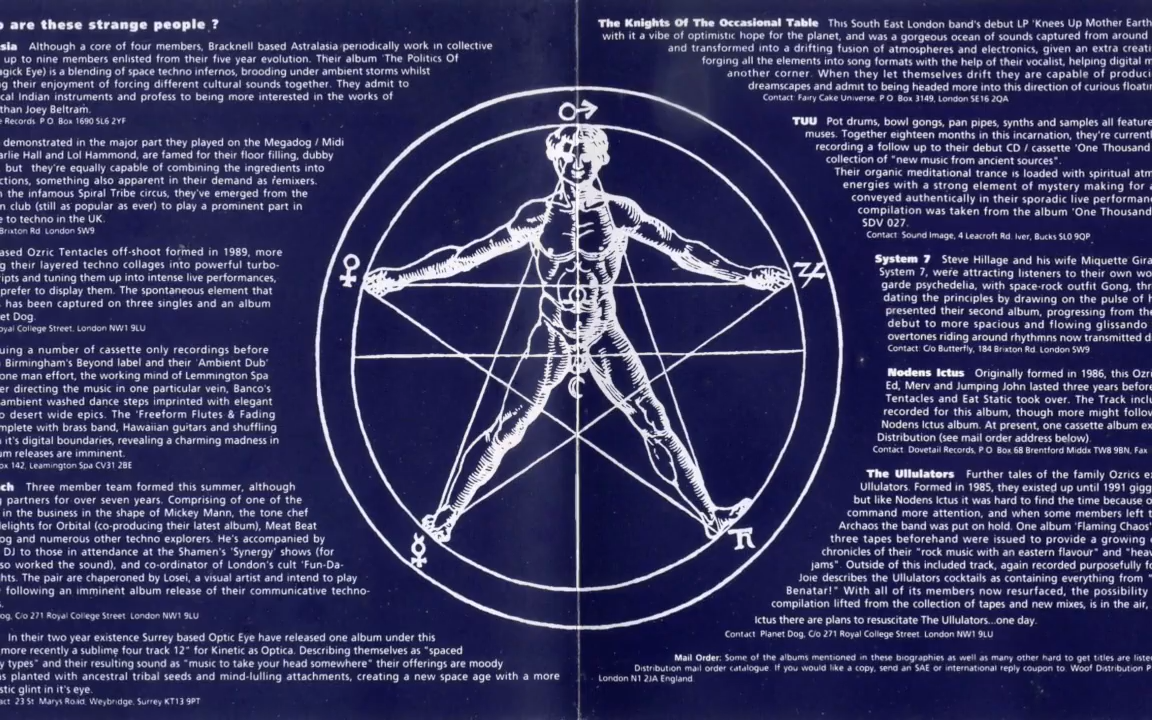 are these strange people ?
Although a core of four members, Bracknell based Astralasia periodically work in collective
up to nine members enlisted from their five year evolution. Their album 'The Politics Of
Eye) is a blending of space techno infernos, brooding under ambient storms whilst
their enjoyment of forcing different cultural sounds together. They admit to
Indian instruments and profess to being more interested in the works of
than Joey Beltram.
Records P.O. Box 1690 SL6 2YF
demonstrated in the major part they played on the Megadog / Midi
Hall and Lol Hammond, are famed for their floor filling, dubby
but they're equally capable of combining the ingredients into
something also apparent in their demand as remixers.
the infamous Spiral Tribe circus, they've emerged from the
club (still as popular as ever) to play a prominent part in
to techno in the UK.
Brixton Rd London SW9
Ozric Tentacles off-shoot formed in 1989, more
their layered techno collages into powerful turbo-
and tuning them up into intense live performances,
prefer to display them. The spontaneous element that
has been captured on three singles and an album
Dog.
College Street, London NW1 9LU
a number of cassette only recordings before
Birmingham's Beyond label and their 'Ambient Dub'
one man effort, the working mind of Lemmington Spa
directing the music in one particular vein, Banco's
ambient washed dance steps imprinted with elegant
desert wide epics. The 'Freeform Flutes & Fading
with brass band, Hawaiian guitars and shuffling
it's digital boundaries, revealing a charming madness in
releases are imminent.
142, Leamington Spa CV31 2BE
Three member team formed this summer, although
partners for over seven years. Comprising of one of the
in the business in the shape of Mickey Mann, the tone chef
for Orbital (co-producing their latest album), Meat Beat
and numerous other techno explorers. He's accompanied by
DJ to those in attendance at the Shamen's 'Synergy' shows (for
worked the sound), and co-ordinator of London's cult 'Fun-Da-
The pair are chaperoned by Losei, a visual artist and intend to play
following an imminent album release of their communicative techno-
C/o 271 Royal College Street London NW1 9LU
In their two year existence Surrey based Optic Eye have released one album under this
more recently a sublime four track 12" for Kinetic as Optica. Describing themselves as "spaced
types" and their resulting sound as "music to take your head somewhere" their offerings are moody
planted with ancestral tribal seeds and mind-lulling attachments, creating a new space age with a more
glint in it's eye.
23 St Marys Road, Weybridge, Surrey KT13 9PT
The Knights Of The Occasional Table This South East London band's debut LP 'Knees Up Mother Earth
with it a vibe of optimistic hope for the planet, and was a gorgeous ocean of sounds captured from around
and transformed into a drifting fusion of atmospheres and electronics, given an extra
forging all the elements into song formats with the help of their vocalist, helping digital
another corner. When they let themselves drift they are capable of
dreamscapes and admit to being headed more into this direction of curious
Contact: Fairy Cake Universe. P.O. Box 3149, London SE16 2QA
TUU Pot drums, bowl gongs, pan pipes, synths and samples all
muses. Together eighteen months in this incarnation, they're
recording a follow up to their debut CD / cassette 'One Thousand
collection of "new music from ancient sources".
Their organic meditational trance is loaded with spiritual
energies with a strong element of mystery making for
conveyed authentically in their sporadic live
compilation was taken from the album 'One Thousand
SDV 027.
Contact: Sound Image, 4 Leacroft Rd. Iver, Bucks SL0 9QP
System 7 Steve Hillage and his wife Miquette
System 7, we're attracting listeners to their own
garde psychedelia, with space-rock outfit Gong,
dating the principles by drawing on the pulse of
presented their second album, progressing from
debut to more spacious and flowing glissando
overtones riding around rhythms now transmitted
Contact: C/o Butterfly, 184 Brixton Rd. London SW9
Nodens Ictus Originally formed in 1986, this
Ed, Merv and Jumping John lasted three years before
Tentacles and Eat Static took over. The Track
recorded for this album, though more might follow
Nodens Ictus album. At present, one cassette album
Distribution (see mail order address below)
Contact: Dovetail Records, P.O. Box 68 Brentford Middx TW8 9BN, Fax
The Ullulators Further tales of the family Ozrics
Ullulators. Formed in 1985, they existed up until 1991
but like Nodens Ictus it was hard to find the time because
command more attention, and when some members left
Archaos the band was put on hold. One album 'Flaming Chaos'
three tapes beforehand were issued to provide a growing
chronicles of their "rock music with an eastern flavour" and
jams". Outside of this included track, again recorded purposefully
Joie describes the Ullulators cocktails as containing everything from
Benatar!" With all of its members now resurfaced, the possibility
compilation lifted from the collection of tapes and new mixes, is in the air,
Ictus there are plans to resuscitate The Ullulators...one day.
Contact Planet Dog, C/o 271 Royal College Street. London NW1 9LU
Mail Order: Some of the albums mentioned in these biographies as well as many other hard to get titles are
Distribution mail order catalogue. If you would like a copy, send an SAE or international reply coupon to Woof Distribution
London N1 2JA England.